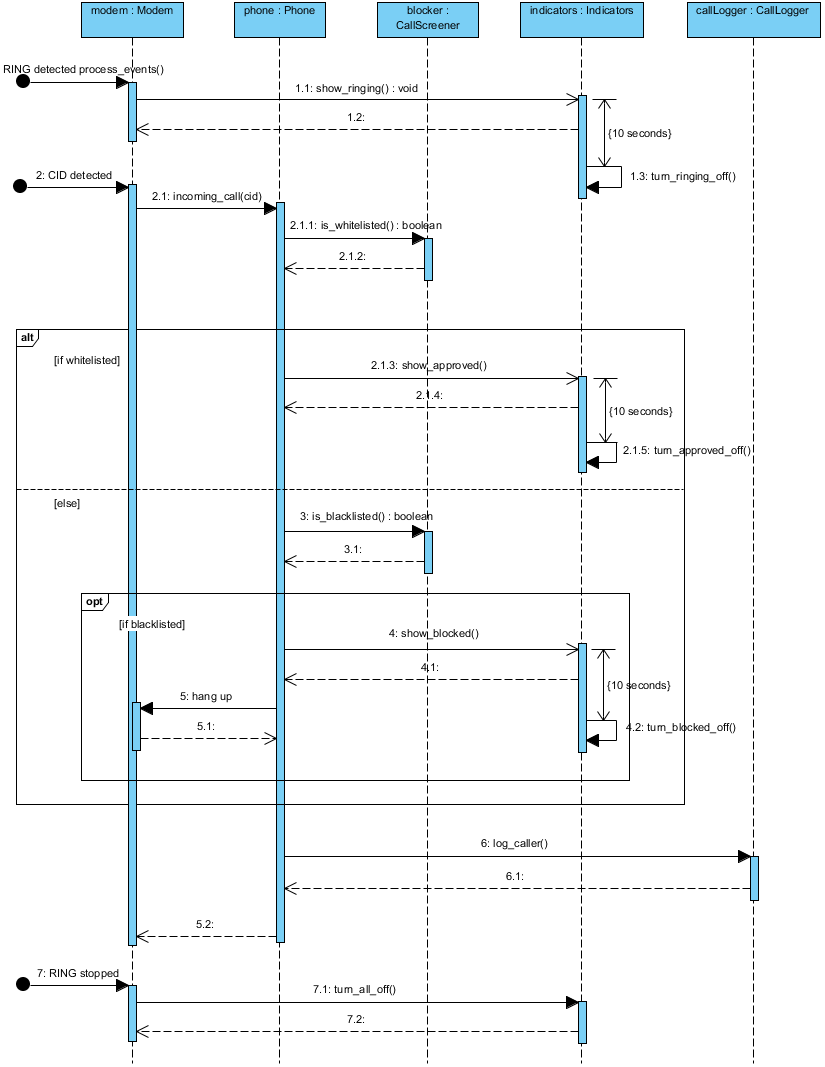 modem : Modem
phone : Phone
blocker :
CallScreener
indicators : Indicators
callLogger : CallLogger
RING detected process_events()
1.1: show_ringing() : void
1.2:
{10 seconds}
1.3: turn_ringing_off()
2: CID detected
2.1: incoming_call(cid)
2.1.1: is_whitelisted() : boolean
2.1.2:
alt
[if whitelisted]
2.1.3: show_approved()
2.1.4:
{10 seconds}
2.1.5: turn_approved_off()
[else]
3: is_blacklisted() : boolean
3.1:
opt
[if blacklisted]
4: show_blocked()
4.1:
{10 seconds}
5: hang up
5.1:
4.2: turn_blocked_off()
6: log_caller()
6.1:
5.2:
7: RING stopped
7.1: turn_all_off()
7.2: